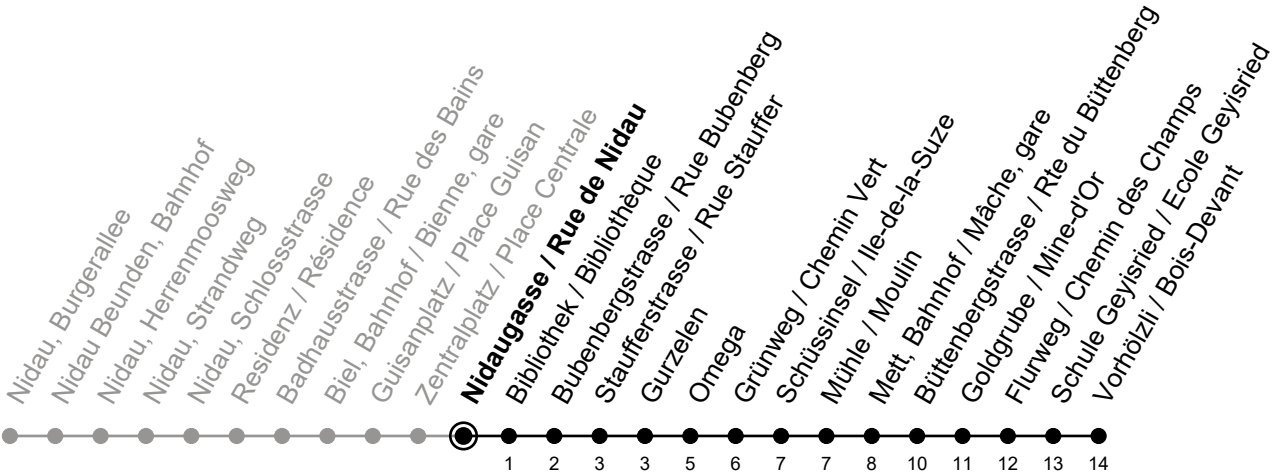 Nidau, Burgerallee
Nidau Beunden, Bahnhof
Nidau, Herrenmoosweg
Nidau, Strandweg
Nidau, Schlossstrasse
Residenz / Résidence
Badhausstrasse / Rue des Bains
Biel, Bahnhof / Bienne, gare
Guisanplatz / Place Guisan
Zentralplatz / Place Centrale
Nidaugasse / Rue de Nidau
Bibliothek / Bibliothèque
Bubenbergstrasse / Rue Bubenberg
Staufferstrasse / Rue Stauffer
Gurzelen
Omega
Grünweg / Chemin Vert
Schüssinsel / Ile-de-la-Suze
Mühle / Moulin
Mett, Bahnhof / Mâche, gare
Büttenbergstrasse / Rte du Büttenberg
Goldgrube / Mine-d'Or
Flurweg / Chemin des Champs
Schule Geyisried / Ecole Geyisried
Vorhölzli / Bois-Devant
1 2 3 3 5 6 7 7 8 10 11 12 13 14